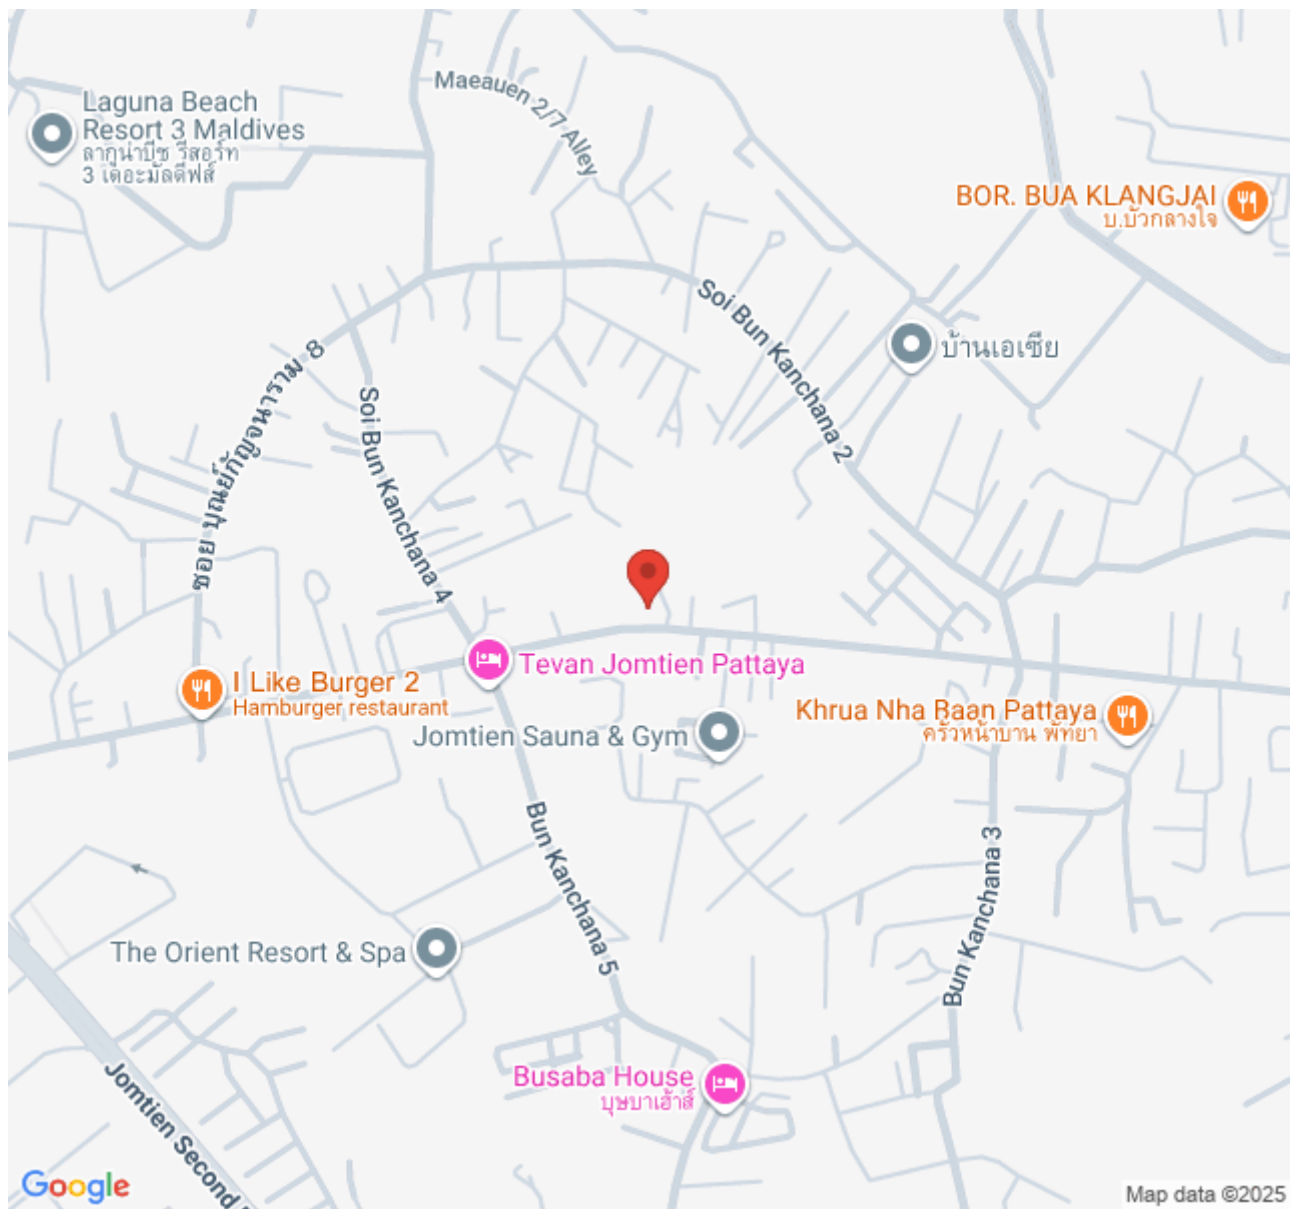 Maeauen 2/7 Alley
Laguna Beach
Resort 3 Maldives
ลากูน่าบีช รีสอร์ท
3 เดอะมัลดีฟส์
BOR. BUA KLANGJAI
บ.บัวกลางใจ
Soi Bun Kanchana 2
บ้านเอเชีย
ซอย บุณย์กัญจนาราม 8
Soi Bun Kanchana 4
Tevan Jomtien Pattaya
I Like Burger 2
Hamburger restaurant
Khrua Nha Baan Pattaya
ครัวหน้าบ้าน พัทยา
Jomtien Sauna & Gym
Bun Kanchana 5
Bun Kanchana 3
The Orient Resort & Spa
Busaba House
บุษบาเฮ้าส์
Jomtien Second
Google
Map data ©2025